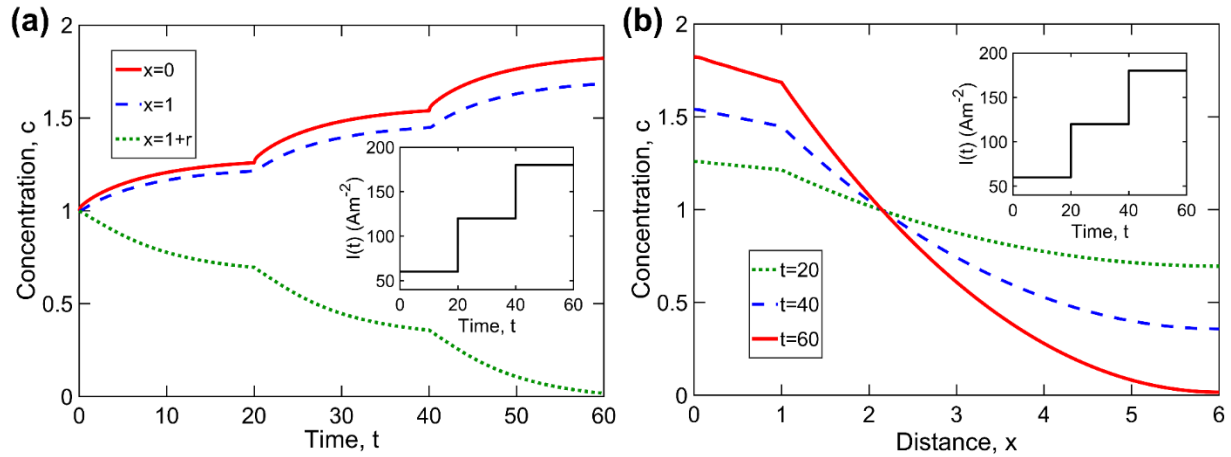 (a)
Concentration, c
2
1.5
1
0.5
0
x=0
x=1
x=1+r
I(t) (Am-2)
200
150
100
50
0 20 40 60
Time, t
0 10 20 30 40 50 60
Time, t
(b)
Concentration, c
2
1.5
1
0.5
0
I(t) (Am-2)
200
150
100
50
0 20 40 60
Time, t
t=20
t=40
t=60
0 1 2 3 4 5 6
Distance, x